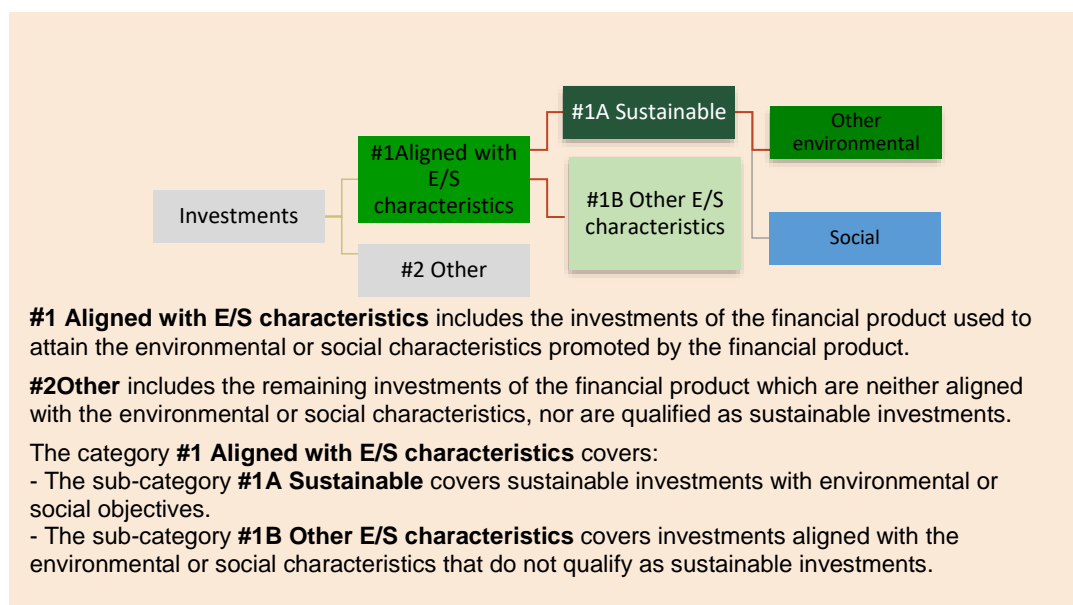 #1A Sustainable
Other
environmental
#1Aligned with
E/S
characteristics
#1B Other E/S
characteristics
Investments
Social
#2 Other
#1 Aligned with E/S characteristics includes the investments of the financial product used to
attain the environmental or social characteristics promoted by the financial product.
#2Other includes the remaining investments of the financial product which are neither aligned
with the environmental or social characteristics, nor are qualified as sustainable investments.
The category #1 Aligned with E/S characteristics covers:
- The sub-category #1A Sustainable covers sustainable investments with environmental or
social objectives.
- The sub-category #1B Other E/S characteristics covers investments aligned with the
environmental or social characteristics that do not qualify as sustainable investments.